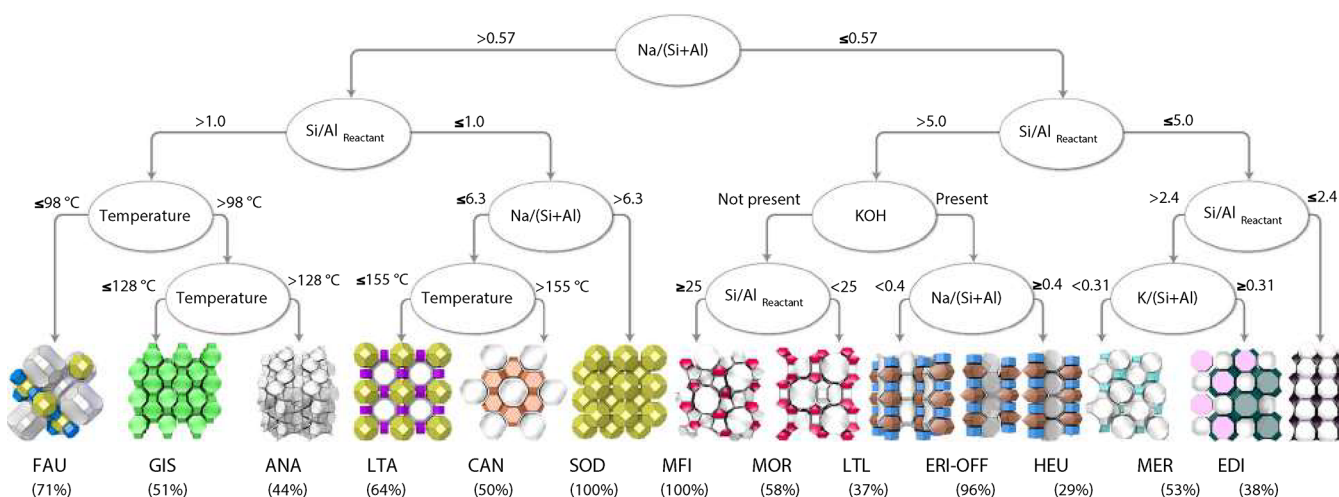 >0.57
Na/(Si+Al)
≤0.57
>1.0
Si/Al Reactant
≤1.0
>5.0
Si/Al Reactant
≤5.0
≤98 °C
Temperature
>98 °C
≤6.3
Na/(Si+Al)
>6.3
Not present
KOH
Present
>2.4
Si/Al Reactant
≤2.4
≤128 °C
Temperature
>128 °C
≤155 °C
Temperature
>155 °C
≥25
Si/Al Reactant
<25
<0.4
Na/(Si+Al)
≥0.4
<0.31
K/(Si+Al)
≥0.31
FAU GIS ANA LTA CAN SOD MFI MOR LTL ERI-OFF HEU MER EDI
(71%) (51%) (44%) (64%) (50%) (100%) (100%) (58%) (37%) (96%) (29%) (53%) (38%)